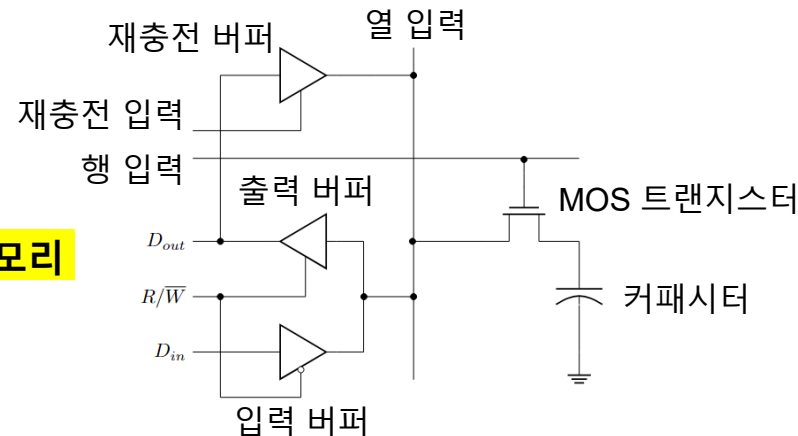 열 입력
재충전 버퍼
재충전 입력
행 입력
출력 버퍼
MOS 트랜지스터
D_out
모리
R/W̅
커패시터
D_in
입력 버퍼